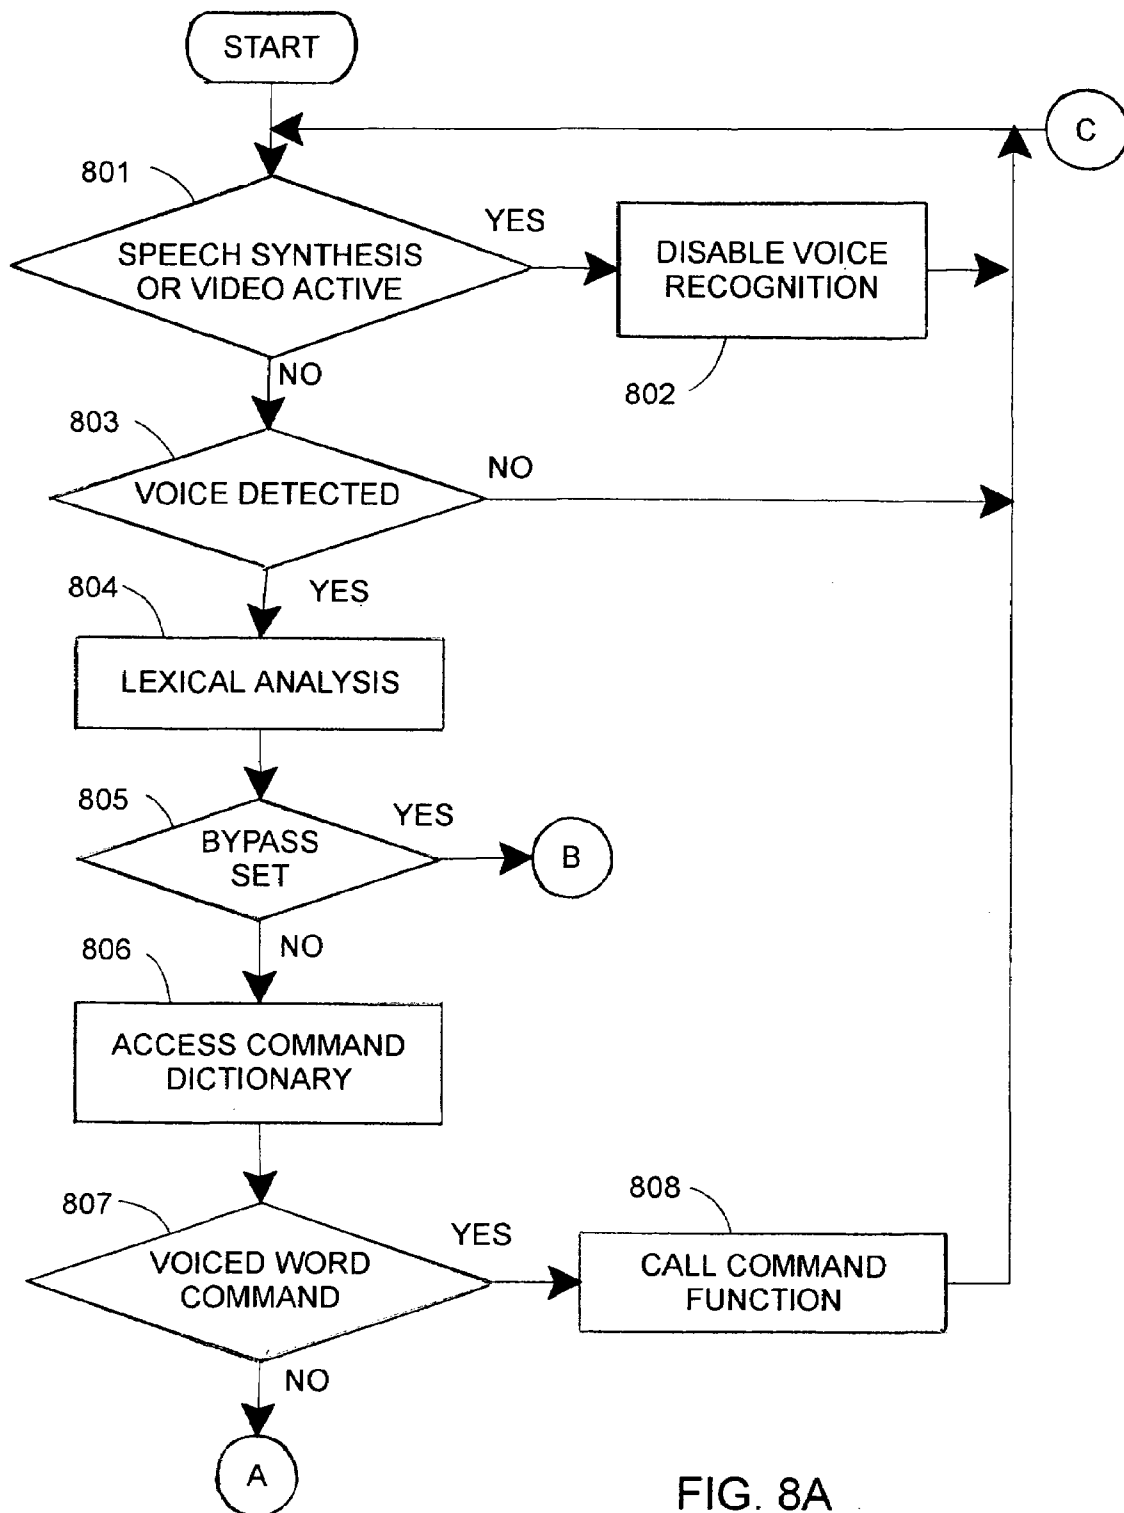 START
C
801
YES
SPEECH SYNTHESIS
OR VIDEO ACTIVE
DISABLE VOICE
RECOGNITION
NO
802
803
NO
VOICE DETECTED
804
YES
LEXICAL ANALYSIS
805
YES
BYPASS
SET
B
806
NO
ACCESS COMMAND
DICTIONARY
807
808
YES
VOICED WORD
COMMAND
CALL COMMAND
FUNCTION
NO
A
FIG. 8A